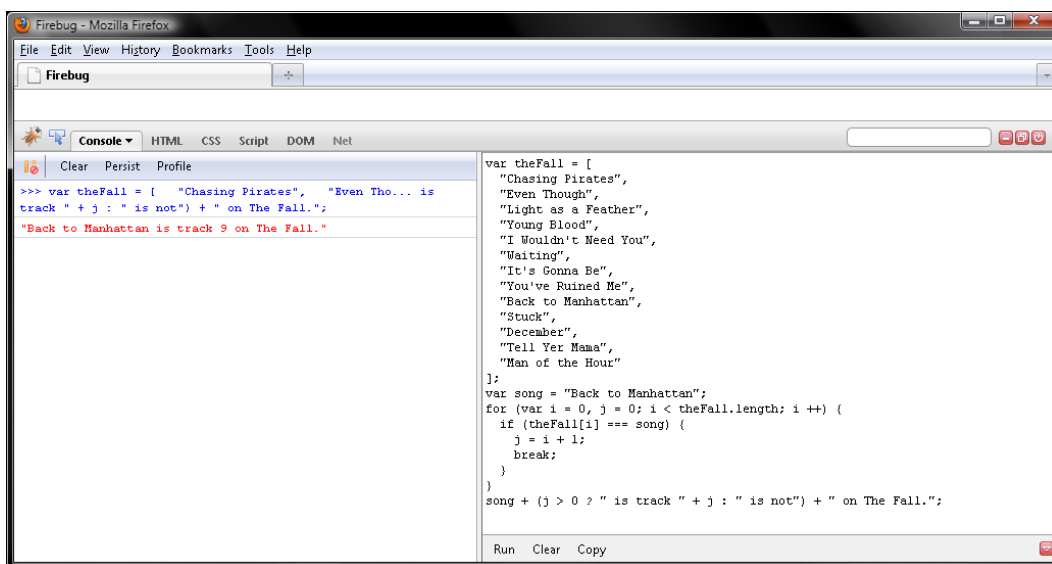 Firebug - Mozilla Firefox
File Edit View History Bookmarks Tools Help
Firebug
Console HTML CSS Script DOM Net
Clear Persist Profile
>>> var theFall = [ "Chasing Pirates", "Even Tho... is
track " + j : " is not") + " on The Fall.";
"Back to Manhattan is track 9 on The Fall."
var theFall = [
"Chasing Pirates",
"Even Though",
"Light as a Feather",
"Young Blood",
"I Wouldn't Need You",
"Waiting",
"It's Gonna Be",
"You've Ruined Me",
"Back to Manhattan",
"Stuck",
"December",
"Tell Yer Mama",
"Man of the Hour"
];
var song = "Back to Manhattan";
for (var i = 0, j = 0; i < theFall.length; i ++) {
if (theFall[i] === song) {
j = i + 1;
break;
}
}
song + (j > 0 ? " is track " + j : " is not") + " on The Fall.";
Run Clear Copy